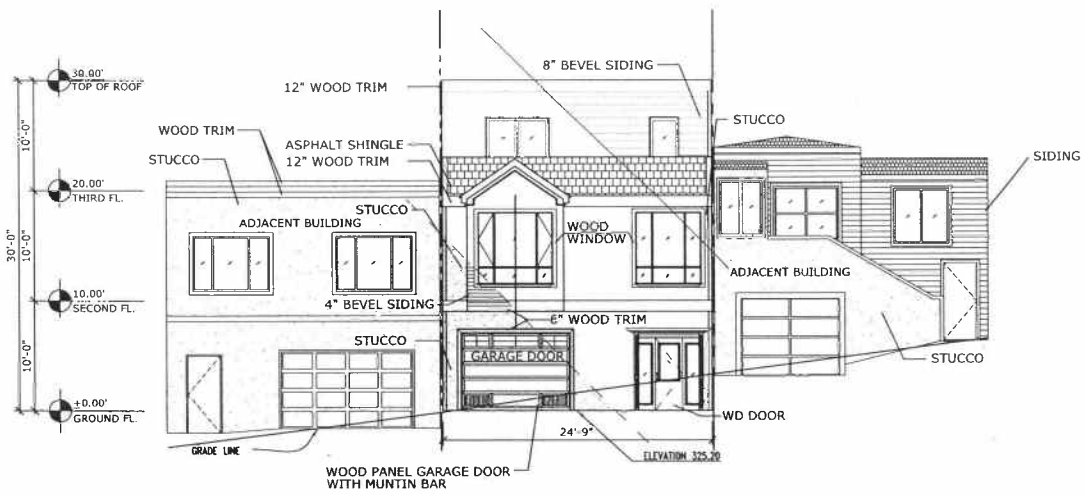 30.00'
TOP OF ROOF
8" BEVEL SIDING
12" WOOD TRIM
WOOD TRIM
STUCCO
ASPHALT SHINGLE
12" WOOD TRIM
STUCCO
SIDING
10'-0"
20.00'
THIRD FL.
ADJACENT BUILDING
STUCCO
WOOD
WINDOW
30'-0"
10'-0"
ADJACENT BUILDING
10.00'
SECOND FL.
4" BEVEL SIDING
6" WOOD TRIM
STUCCO
GARAGE DOOR
STUCCO
10'-0"
±0.00'
GROUND FL.
WD DOOR
24'-9"
GRADE LINE
ELEVATION 325.20
WOOD PANEL GARAGE DOOR
WITH MUNTIN BAR